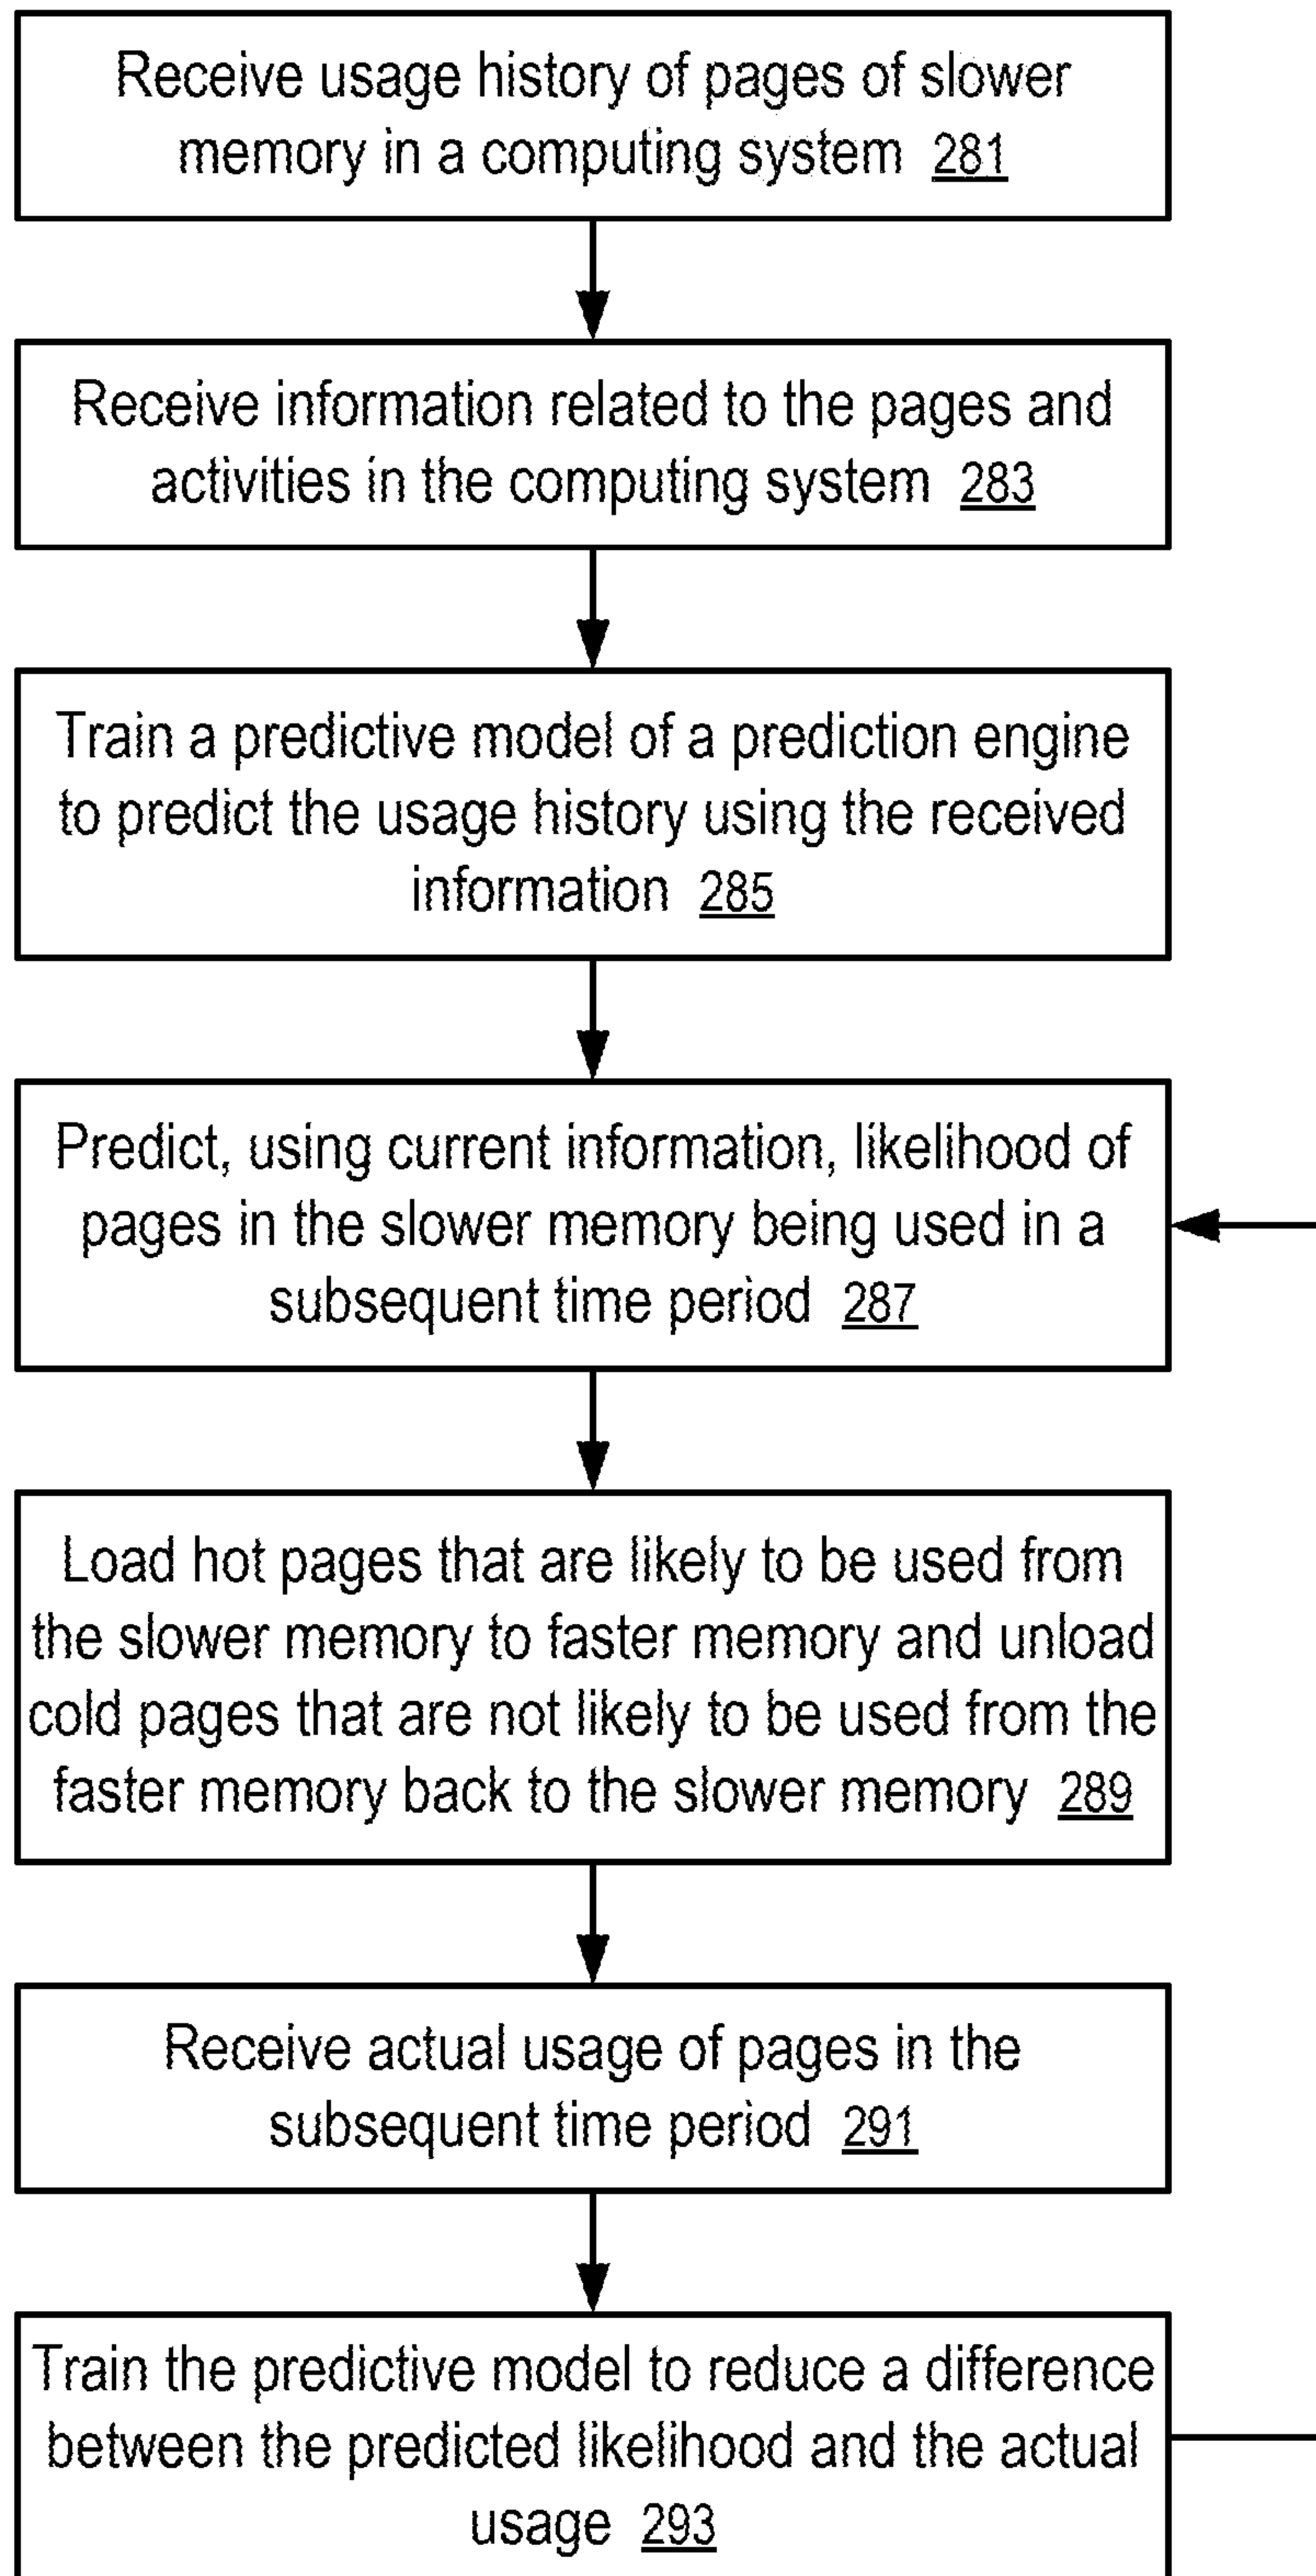 Receive usage history of pages of slower
memory in a computing system 281
Receive information related to the pages and
activities in the computing system 283
Train a predictive model of a prediction engine
to predict the usage history using the received
information 285
Predict, using current information, likelihood of
pages in the slower memory being used in a
subsequent time period 287
Load hot pages that are likely to be used from
the slower memory to faster memory and unload
cold pages that are not likely to be used from the
faster memory back to the slower memory 289
Receive actual usage of pages in the
subsequent time period 291
Train the predictive model to reduce a difference
between the predicted likelihood and the actual
usage 293